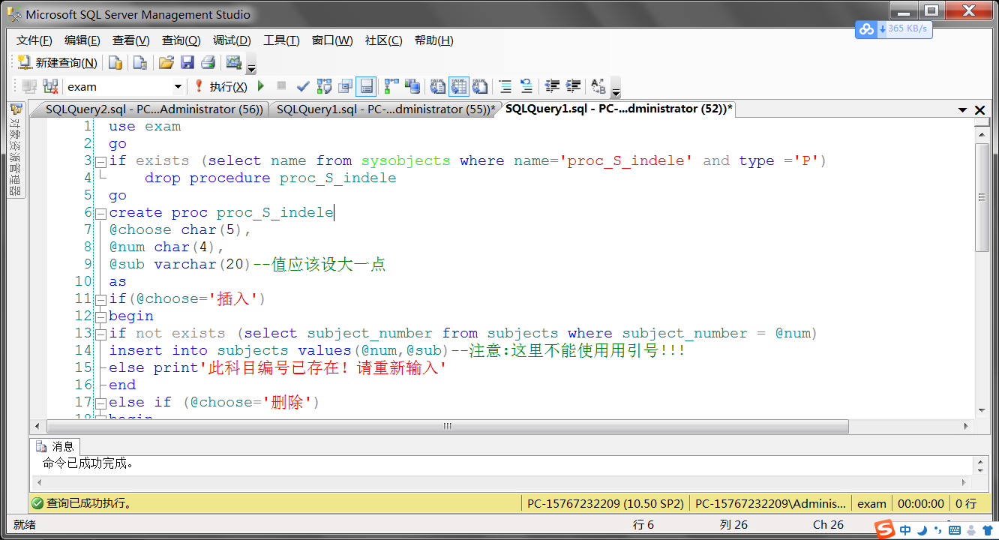 Microsoft SQL Server Management Studio
365 KB/s
文件(F) 编辑(E) 查看(V) 查询(Q) 调试(D) 工具(T) 窗口(W) 社区(C) 帮助(H)
新建查询(N)
exam 执行(X)
SQLQuery2.sql - PC...Administrator (56)) SQLQuery1.sql - PC-...dministrator (55))* SQLQuery1.sql - PC-...dministrator (52))*
对象资源管理器
1 use exam
2 go
3 if exists (select name from sysobjects where name='proc_S_indele' and type ='P')
4 drop procedure proc_S_indele
5 go
6 create proc proc_S_indele
7 @choose char(5),
8 @num char(4),
9 @sub varchar(20)--值应该设大一点
10 as
11 if(@choose='插入')
12 begin
13 if not exists (select subject_number from subjects where subject_number = @num)
14 insert into subjects values(@num,@sub)--注意:这里不能使用用引号!!!
15 else print'此科目编号已存在！请重新输入'
16 end
17 else if (@choose='删除')
18 begin
消息
命令已成功完成。
查询已成功执行。 PC-15767232209 (10.50 SP2) PC-15767232209\Adminis... exam 00:00:00 0 行
就绪 行 6 列 26 Ch 26
S 中